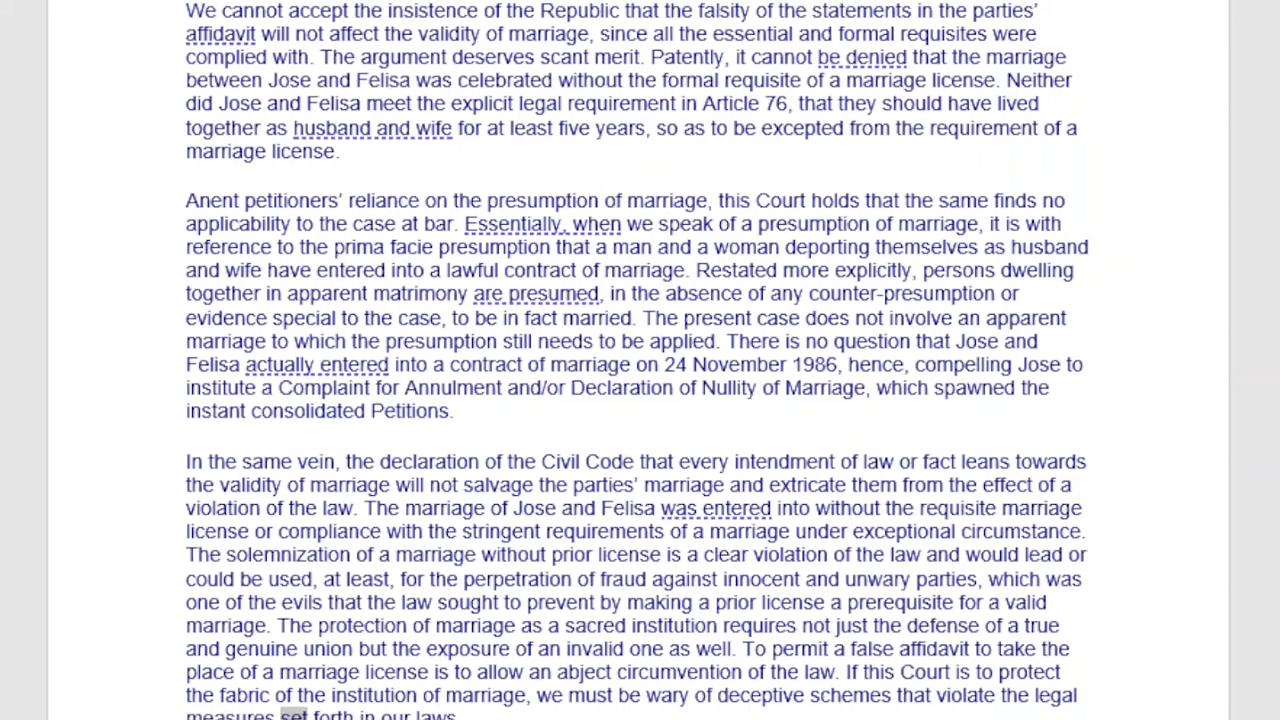 We cannot accept the insistence of the Republic that the falsity of the statements in the parties’
affidavit will not affect the validity of marriage, since all the essential and formal requisites were
complied with. The argument deserves scant merit. Patently, it cannot be denied that the marriage
between Jose and Felisa was celebrated without the formal requisite of a marriage license. Neither
did Jose and Felisa meet the explicit legal requirement in Article 76, that they should have lived
together as husband and wife for at least five years, so as to be excepted from the requirement of a
marriage license.
Anent petitioners’ reliance on the presumption of marriage, this Court holds that the same finds no
applicability to the case at bar. Essentially, when we speak of a presumption of marriage, it is with
reference to the prima facie presumption that a man and a woman deporting themselves as husband
and wife have entered into a lawful contract of marriage. Restated more explicitly, persons dwelling
together in apparent matrimony are presumed, in the absence of any counter-presumption or
evidence special to the case, to be in fact married. The present case does not involve an apparent
marriage to which the presumption still needs to be applied. There is no question that Jose and
Felisa actually entered into a contract of marriage on 24 November 1986, hence, compelling Jose to
institute a Complaint for Annulment and/or Declaration of Nullity of Marriage, which spawned the
instant consolidated Petitions.
In the same vein, the declaration of the Civil Code that every intendment of law or fact leans towards
the validity of marriage will not salvage the parties’ marriage and extricate them from the effect of a
violation of the law. The marriage of Jose and Felisa was entered into without the requisite marriage
license or compliance with the stringent requirements of a marriage under exceptional circumstance.
The solemnization of a marriage without prior license is a clear violation of the law and would lead or
could be used, at least, for the perpetration of fraud against innocent and unwary parties, which was
one of the evils that the law sought to prevent by making a prior license a prerequisite for a valid
marriage. The protection of marriage as a sacred institution requires not just the defense of a true
and genuine union but the exposure of an invalid one as well. To permit a false affidavit to take the
place of a marriage license is to allow an abject circumvention of the law. If this Court is to protect
the fabric of the institution of marriage, we must be wary of deceptive schemes that violate the legal
measures set forth in our laws.